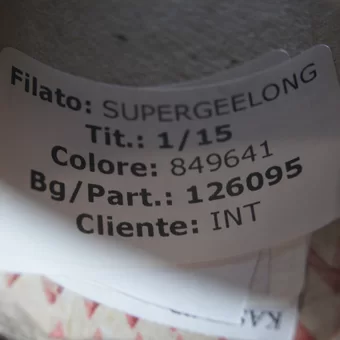 Filato: SUPERGEELONG
Tit.: 1/15
Colore: 849641
Bg/Part.: 126095
Cliente: INT